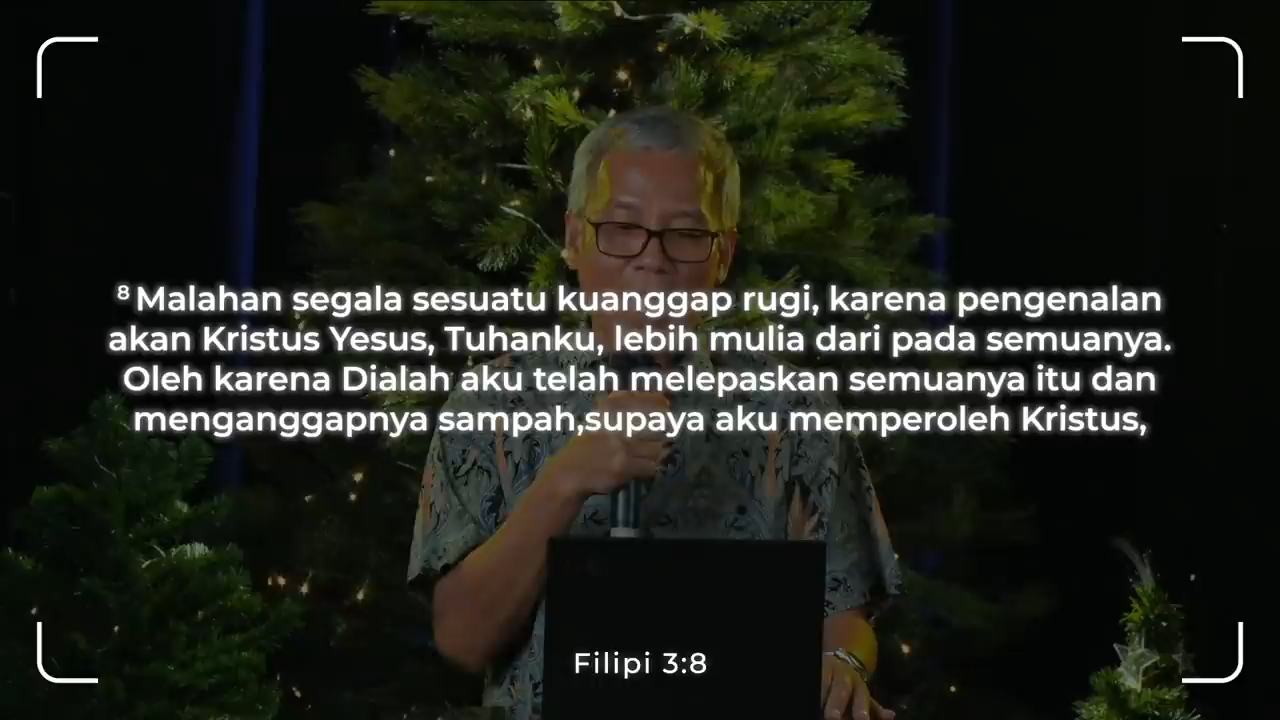 ⁸ Malahan segala sesuatu kuanggap rugi, karena pengenalan
akan Kristus Yesus, Tuhanku, lebih mulia dari pada semuanya.
Oleh karena Dialah aku telah melepaskan semuanya itu dan
menganggapnya sampah,supaya aku memperoleh Kristus,
Filipi 3:8